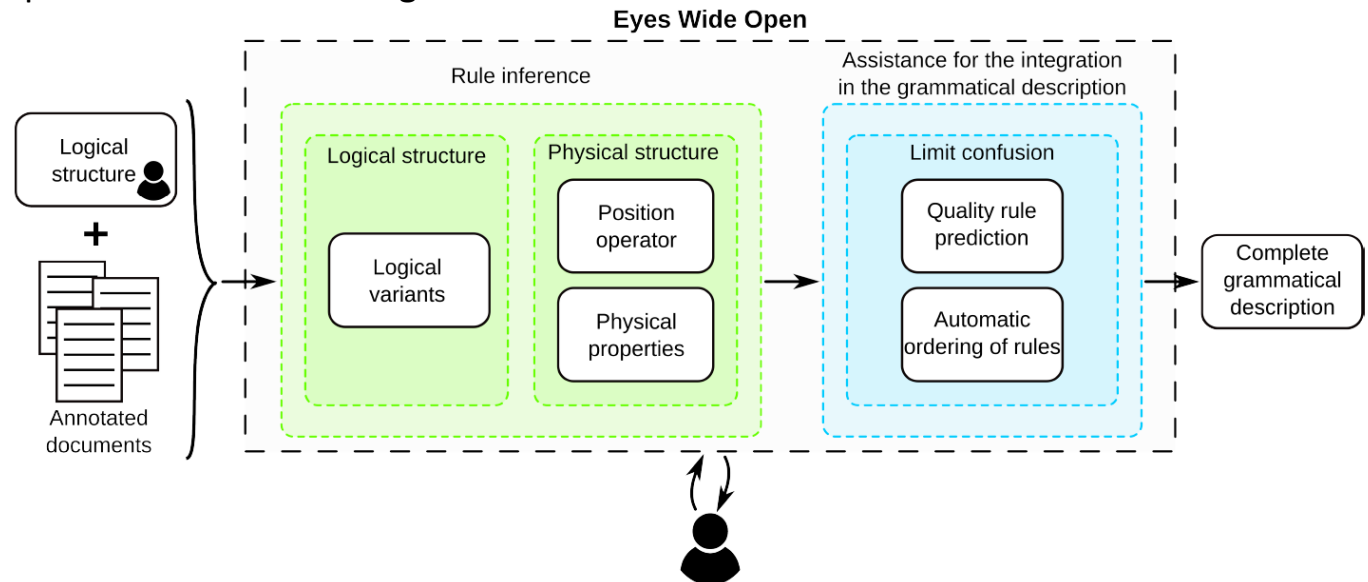 Eyes Wide Open
Rule inference
Assistance for the integration
in the grammatical description
Logical
structure
+
Annotated
documents
Logical structure
Logical
variants
Physical structure
Position
operator
Physical
properties
Limit confusion
Quality rule
prediction
Automatic
ordering of rules
Complete
grammatical
description